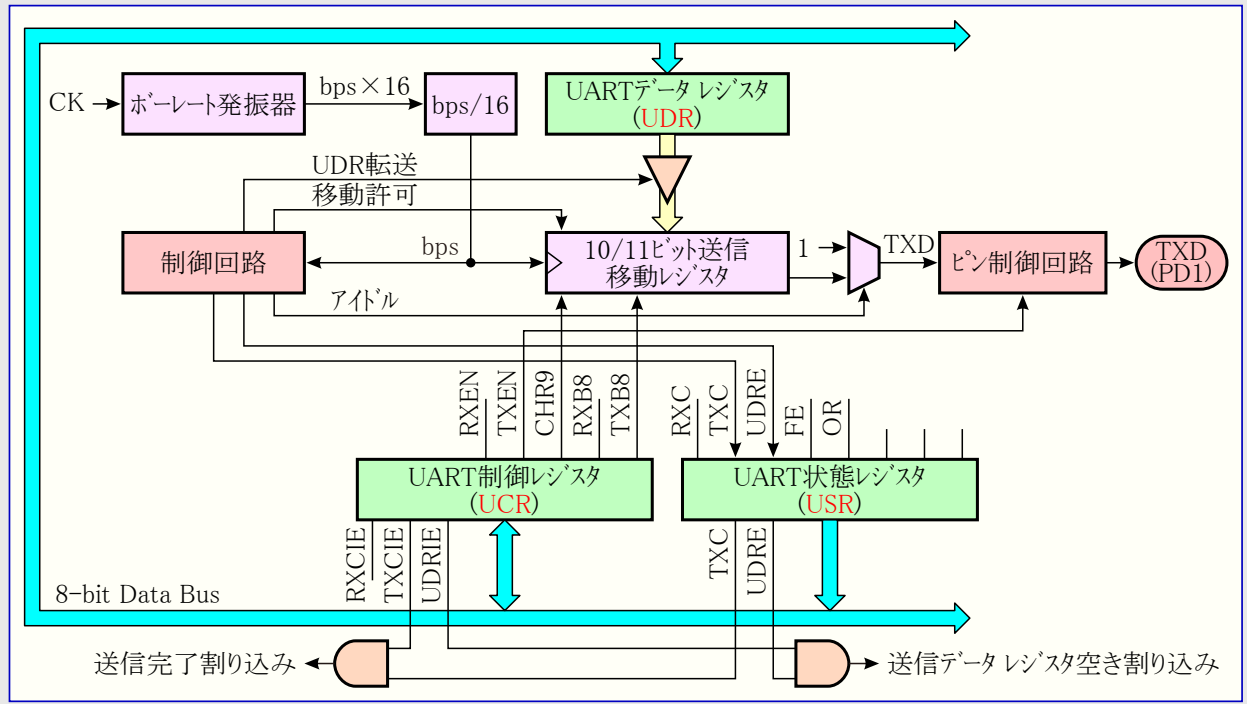 CK
ボーレート発振器
bps×16
bps/16
UARTデータ レジスタ
(UDR)
UDR転送
移動許可
制御回路
bps
10/11ビット送信
移動レジスタ
1
TXD
ピン制御回路
TXD
(PD1)
アイドル
RXEN
TXEN
CHR9
RXB8
TXB8
RXC
TXC
UDRE
FE
OR
UART制御レジスタ
(UCR)
UART状態レジスタ
(USR)
RXCIE
TXCIE
UDRIE
TXC
UDRE
8-bit Data Bus
送信完了割り込み
送信データ レジスタ空き割り込み